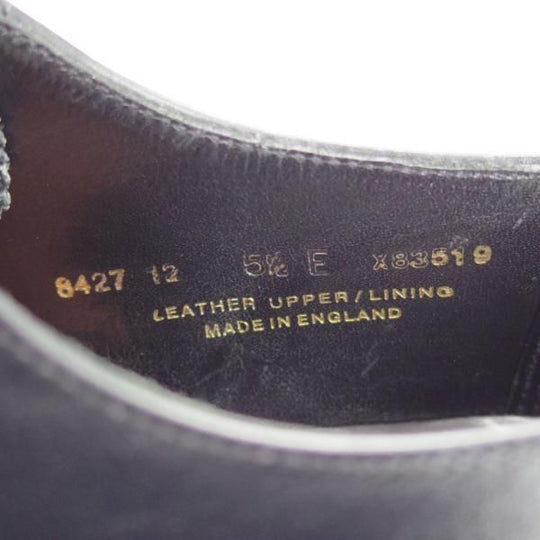 8427 12 5½ E X83519
LEATHER UPPER/LINING
MADE IN ENGLAND